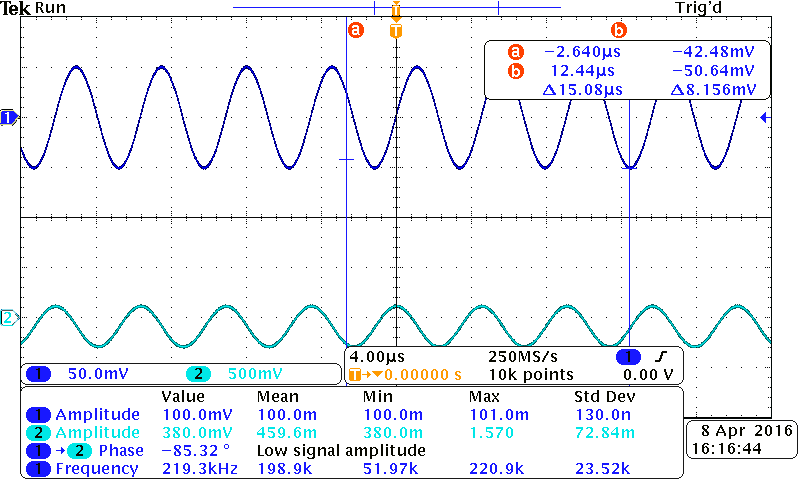 Tek Run Trig'd
T
a T b
a −2.640µs −42.48mV
b 12.44µs −50.64mV
Δ15.08µs Δ8.156mV
1
2
1 50.0mV 2 500mV
4.00µs 250MS/s 1
T→▼0.00000 s 10k points 0.00 V
Value Mean Min Max Std Dev
1 Amplitude 100.0mV 100.0m 100.0m 101.0m 130.0n
2 Amplitude 380.0mV 459.6m 380.0m 1.570 72.84m
1 → 2 Phase −85.32 ° Low signal amplitude
1 Frequency 219.3kHz 198.9k 51.97k 220.9k 23.52k
8 Apr 2016
16:16:44